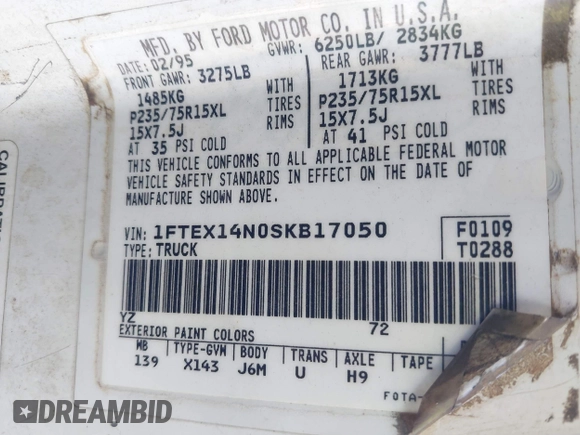 MFD. BY FORD MOTOR CO. IN U.S.A.
DATE: 02/95 GVWR: 6250LB/ 2834KG
FRONT GAWR: 3275LB REAR GAWR: 3777LB
1485KG WITH 1713KG WITH
P235/75R15XL TIRES P235/75R15XL TIRES
15X7.5J RIMS 15X7.5J RIMS
AT 35 PSI COLD AT 41 PSI COLD
THIS VEHICLE CONFORMS TO ALL APPLICABLE FEDERAL MOTOR
VEHICLE SAFETY STANDARDS IN EFFECT ON THE DATE OF
MANUFACTURE SHOWN ABOVE.
VIN: 1FTEX14N0SKB17050 F0109
TYPE: TRUCK T0288
YZ 72
EXTERIOR PAINT COLORS
WB TYPE-GVW BODY TRANS AXLE TAPE
139 X143 J6M U H9
F0TA-
DREAMBID